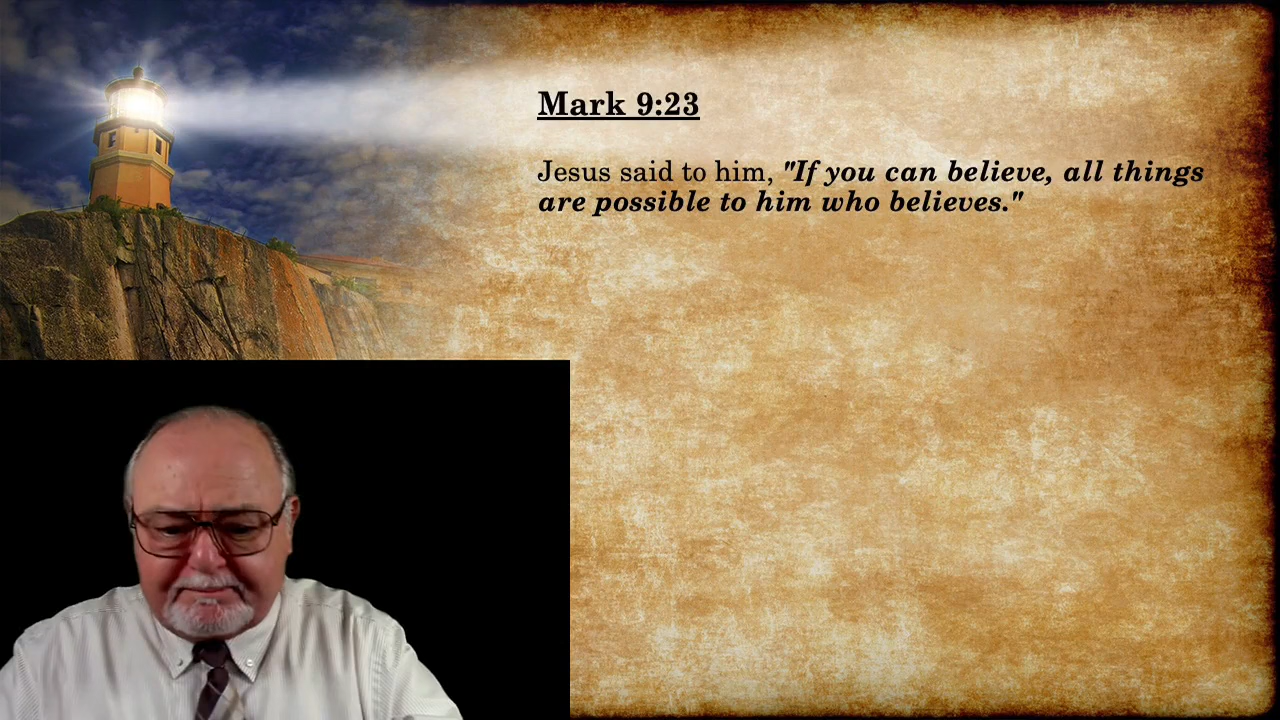 Mark 9:23
Jesus said to him, "If you can believe, all things
are possible to him who believes."